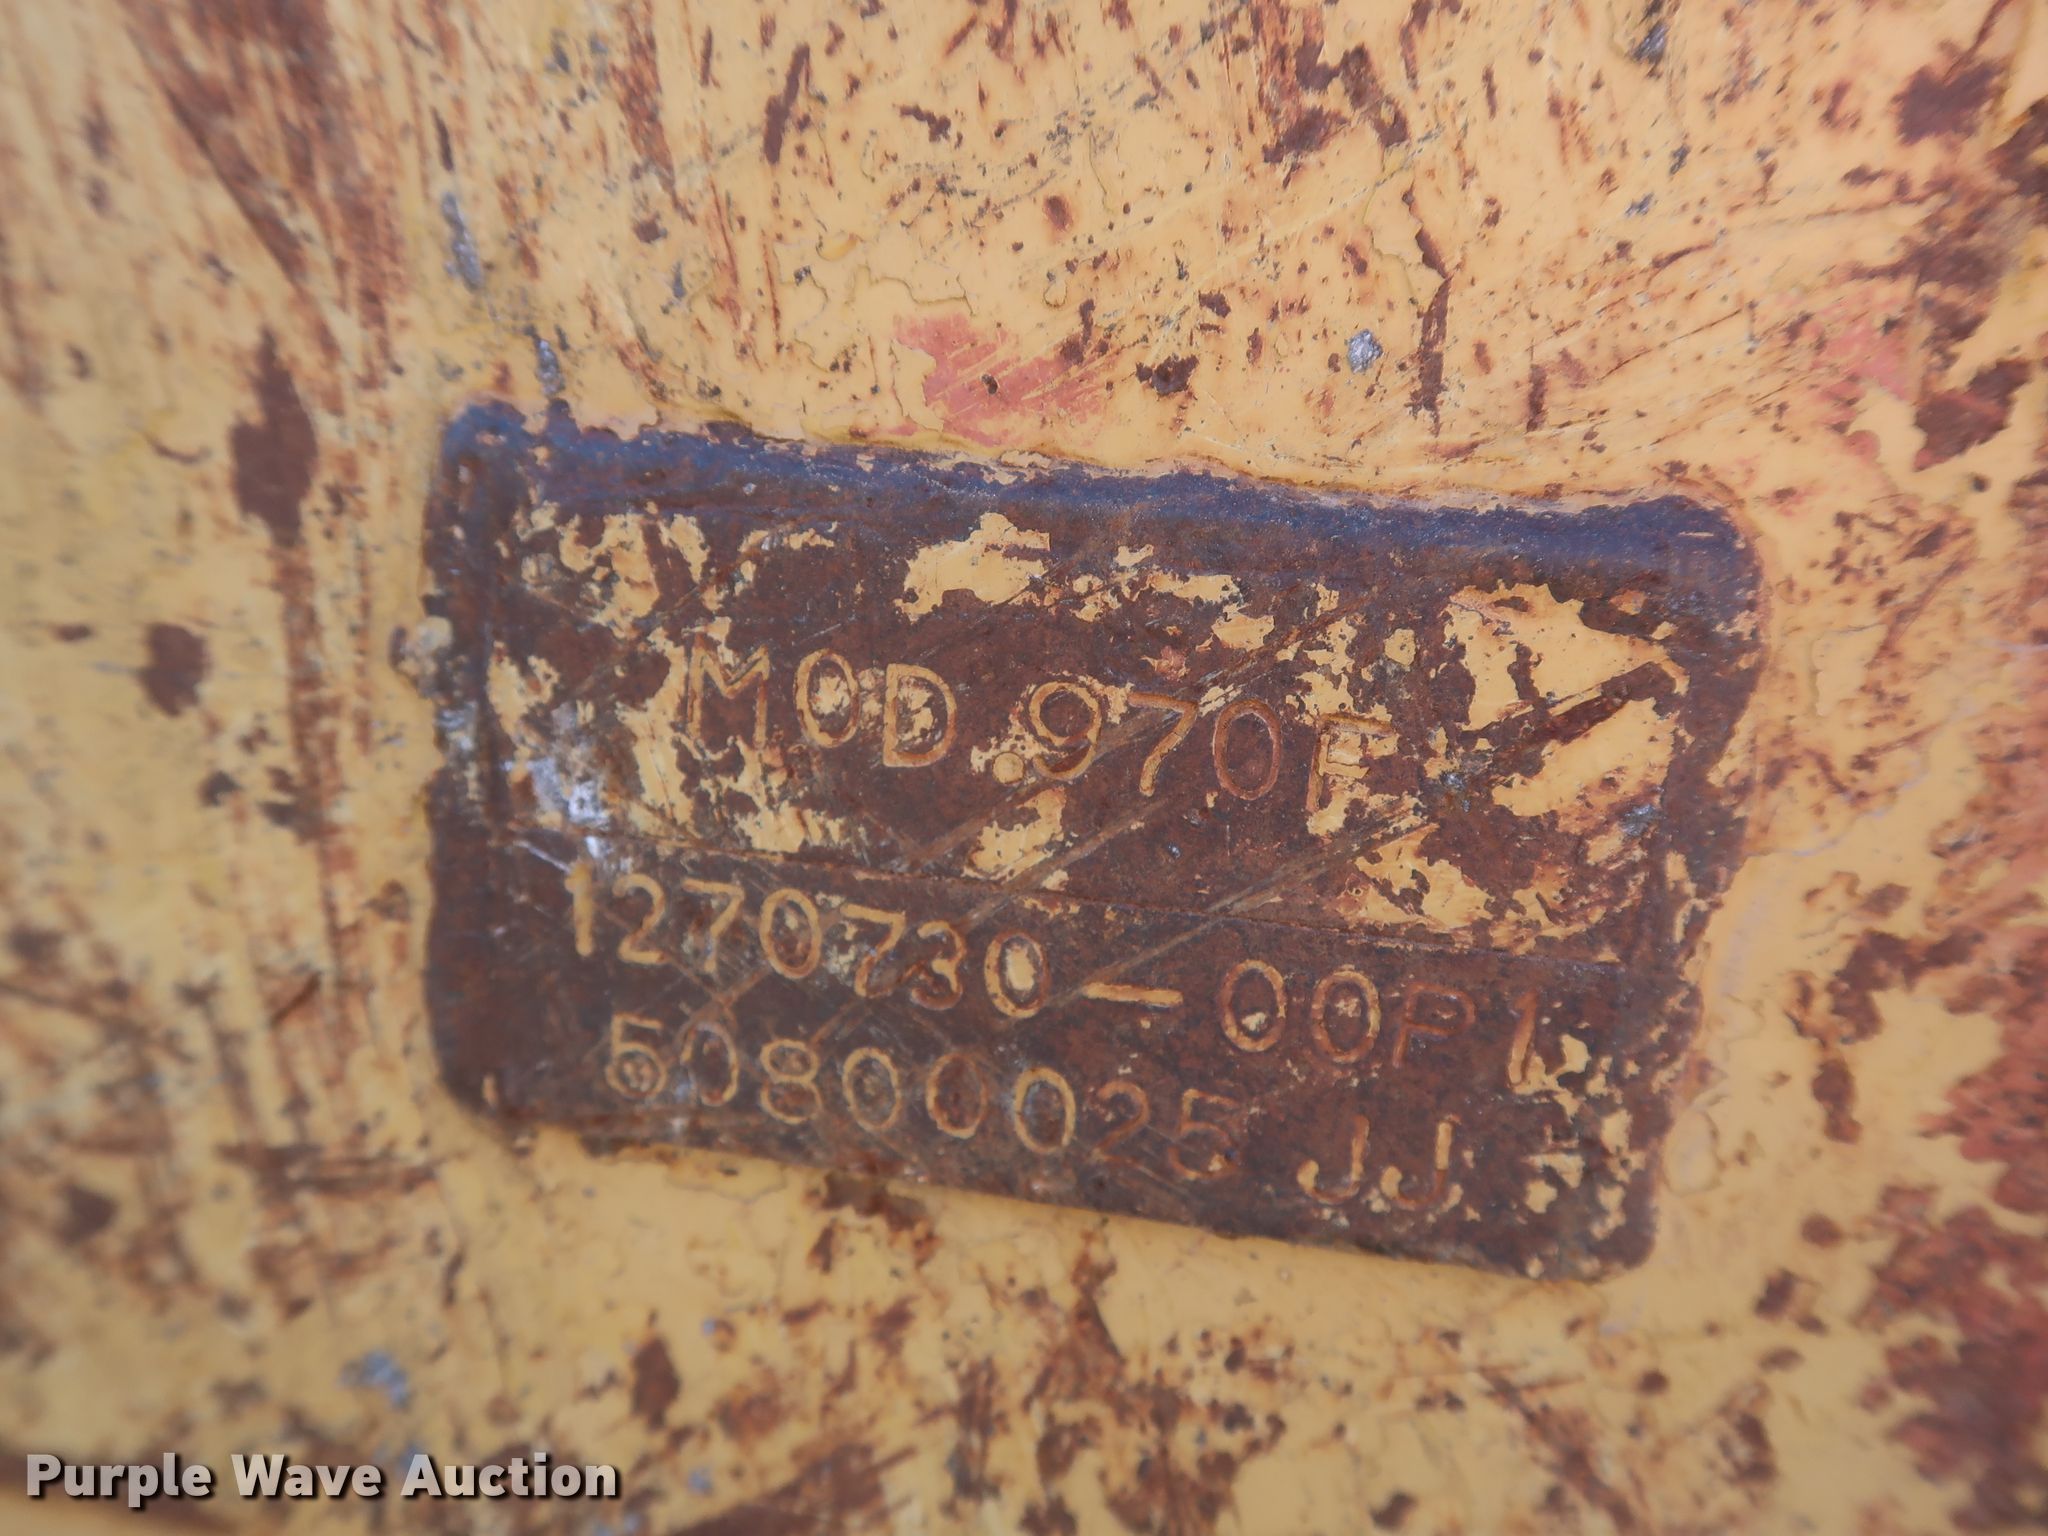 MOD.970F
1270730-00P1
50800025 JJ
Purple Wave Auction